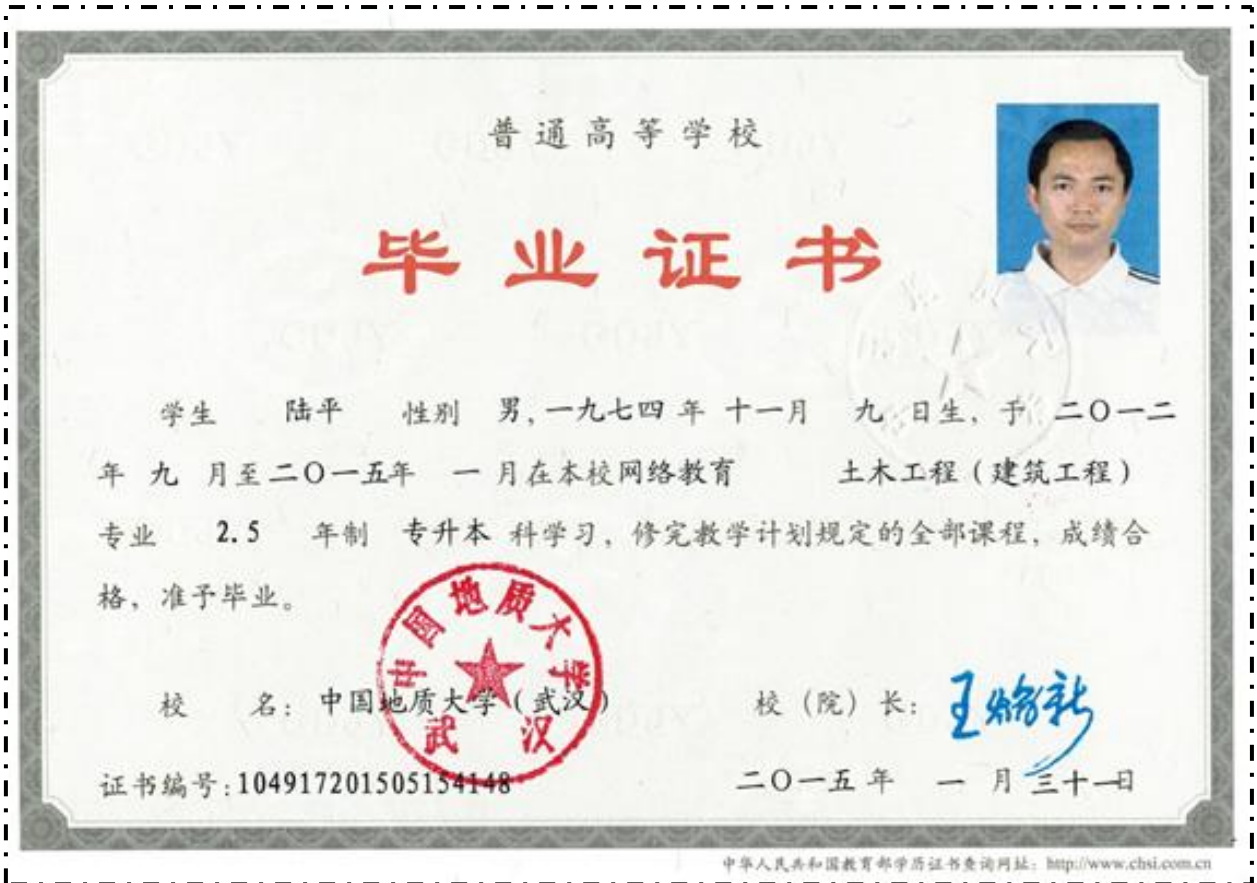 普通高等学校
毕业证书
学生 陆平 性别 男，一九七四年 十一月 九 日生，于 二〇一二
年 九 月至二〇一五年 一 月在本校网络教育 土木工程（建筑工程）
专业 2.5 年制 专升本 科学习，修完教学计划规定的全部课程，成绩合
格，准予毕业。
中国地质大学
武汉
校 名：中国地质大学（武汉） 校（院）长：
证书编号:104917201505154148 二〇一五年 一 月 三十一日
中华人民共和国教育部学历证书查询网址：http://www.chsi.com.cn